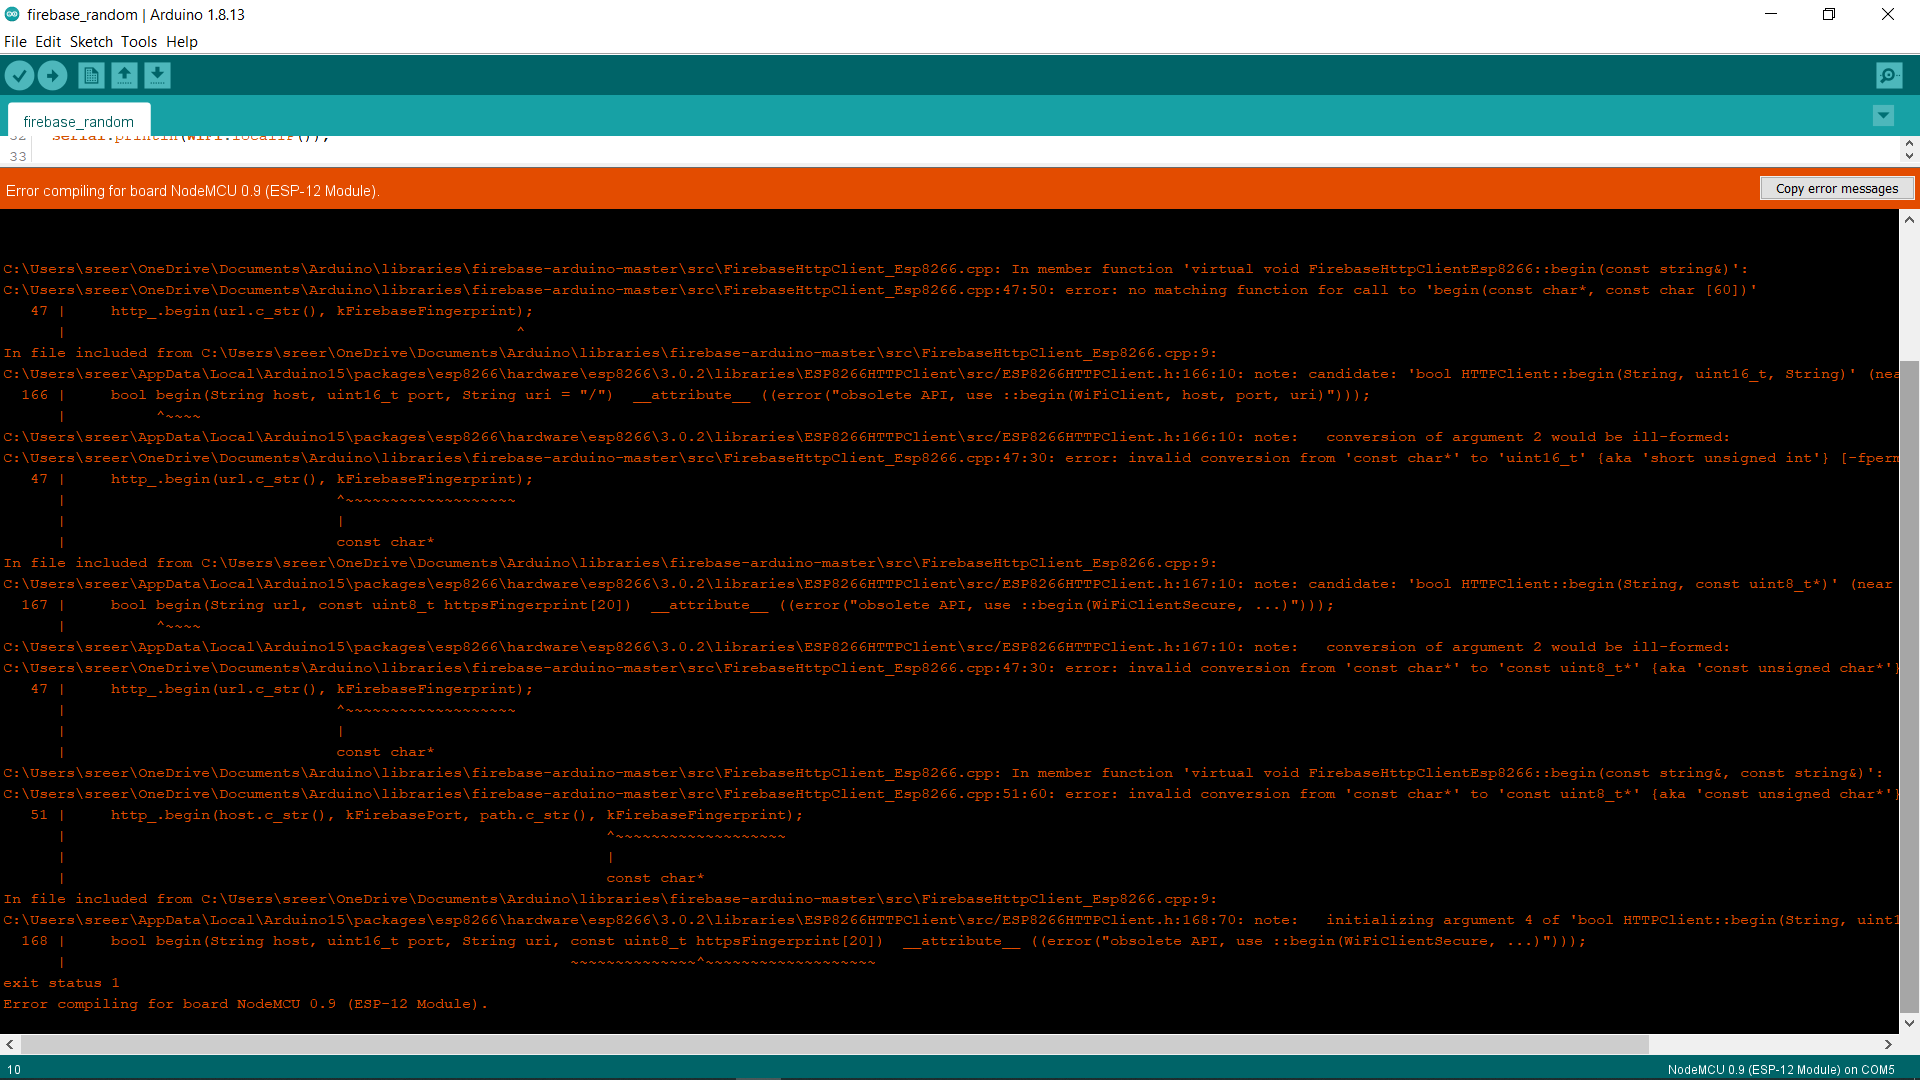 firebase_random | Arduino 1.8.13
File Edit Sketch Tools Help
firebase_random
32 Serial.println(WiFi.localIP());
33
Error compiling for board NodeMCU 0.9 (ESP-12 Module).
Copy error messages
C:\Users\sreer\OneDrive\Documents\Arduino\libraries\firebase-arduino-master\src\FirebaseHttpClient_Esp8266.cpp: In member function 'virtual void FirebaseHttpClientEsp8266::begin(const string&)':
C:\Users\sreer\OneDrive\Documents\Arduino\libraries\firebase-arduino-master\src\FirebaseHttpClient_Esp8266.cpp:47:50: error: no matching function for call to 'begin(const char*, const char [60])'
47 | http_.begin(url.c_str(), kFirebaseFingerprint);
| ^
In file included from C:\Users\sreer\OneDrive\Documents\Arduino\libraries\firebase-arduino-master\src\FirebaseHttpClient_Esp8266.cpp:9:
C:\Users\sreer\AppData\Local\Arduino15\packages\esp8266\hardware\esp8266\3.0.2\libraries\ESP8266HTTPClient\src/ESP8266HTTPClient.h:166:10: note: candidate: 'bool HTTPClient::begin(String, uint16_t, String)' (nea
166 | bool begin(String host, uint16_t port, String uri = "/") __attribute__ ((error("obsolete API, use ::begin(WiFiClient, host, port, uri)")));
| ^~~~~
C:\Users\sreer\AppData\Local\Arduino15\packages\esp8266\hardware\esp8266\3.0.2\libraries\ESP8266HTTPClient\src/ESP8266HTTPClient.h:166:10: note: conversion of argument 2 would be ill-formed:
C:\Users\sreer\OneDrive\Documents\Arduino\libraries\firebase-arduino-master\src\FirebaseHttpClient_Esp8266.cpp:47:30: error: invalid conversion from 'const char*' to 'uint16_t' {aka 'short unsigned int'} [-fperm
47 | http_.begin(url.c_str(), kFirebaseFingerprint);
| ^~~~~~~~~~~~~~~~~~~~
| |
| const char*
In file included from C:\Users\sreer\OneDrive\Documents\Arduino\libraries\firebase-arduino-master\src\FirebaseHttpClient_Esp8266.cpp:9:
C:\Users\sreer\AppData\Local\Arduino15\packages\esp8266\hardware\esp8266\3.0.2\libraries\ESP8266HTTPClient\src/ESP8266HTTPClient.h:167:10: note: candidate: 'bool HTTPClient::begin(String, const uint8_t*)' (near
167 | bool begin(String url, const uint8_t httpsFingerprint[20]) __attribute__ ((error("obsolete API, use ::begin(WiFiClientSecure, ...)")));
| ^~~~~
C:\Users\sreer\AppData\Local\Arduino15\packages\esp8266\hardware\esp8266\3.0.2\libraries\ESP8266HTTPClient\src/ESP8266HTTPClient.h:167:10: note: conversion of argument 2 would be ill-formed:
C:\Users\sreer\OneDrive\Documents\Arduino\libraries\firebase-arduino-master\src\FirebaseHttpClient_Esp8266.cpp:47:30: error: invalid conversion from 'const char*' to 'const uint8_t*' {aka 'const unsigned char*'}
47 | http_.begin(url.c_str(), kFirebaseFingerprint);
| ^~~~~~~~~~~~~~~~~~~~
| |
| const char*
C:\Users\sreer\OneDrive\Documents\Arduino\libraries\firebase-arduino-master\src\FirebaseHttpClient_Esp8266.cpp: In member function 'virtual void FirebaseHttpClientEsp8266::begin(const string&, const string&)':
C:\Users\sreer\OneDrive\Documents\Arduino\libraries\firebase-arduino-master\src\FirebaseHttpClient_Esp8266.cpp:51:60: error: invalid conversion from 'const char*' to 'const uint8_t*' {aka 'const unsigned char*'}
51 | http_.begin(host.c_str(), kFirebasePort, path.c_str(), kFirebaseFingerprint);
| ^~~~~~~~~~~~~~~~~~~~
| |
| const char*
In file included from C:\Users\sreer\OneDrive\Documents\Arduino\libraries\firebase-arduino-master\src\FirebaseHttpClient_Esp8266.cpp:9:
C:\Users\sreer\AppData\Local\Arduino15\packages\esp8266\hardware\esp8266\3.0.2\libraries\ESP8266HTTPClient\src/ESP8266HTTPClient.h:168:70: note: initializing argument 4 of 'bool HTTPClient::begin(String, uint1
168 | bool begin(String host, uint16_t port, String uri, const uint8_t httpsFingerprint[20]) __attribute__ ((error("obsolete API, use ::begin(WiFiClientSecure, ...)")));
| ~~~~~~~~~~~~~~^~~~~~~~~~~~~~~~~~~~
exit status 1
Error compiling for board NodeMCU 0.9 (ESP-12 Module).
10
NodeMCU 0.9 (ESP-12 Module) on COM5